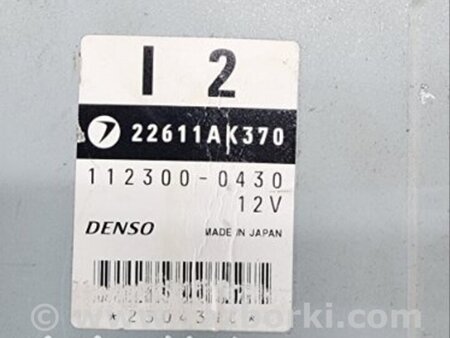 I 2
22611AK370
112300-0430
12V
DENSO MADE IN JAPAN